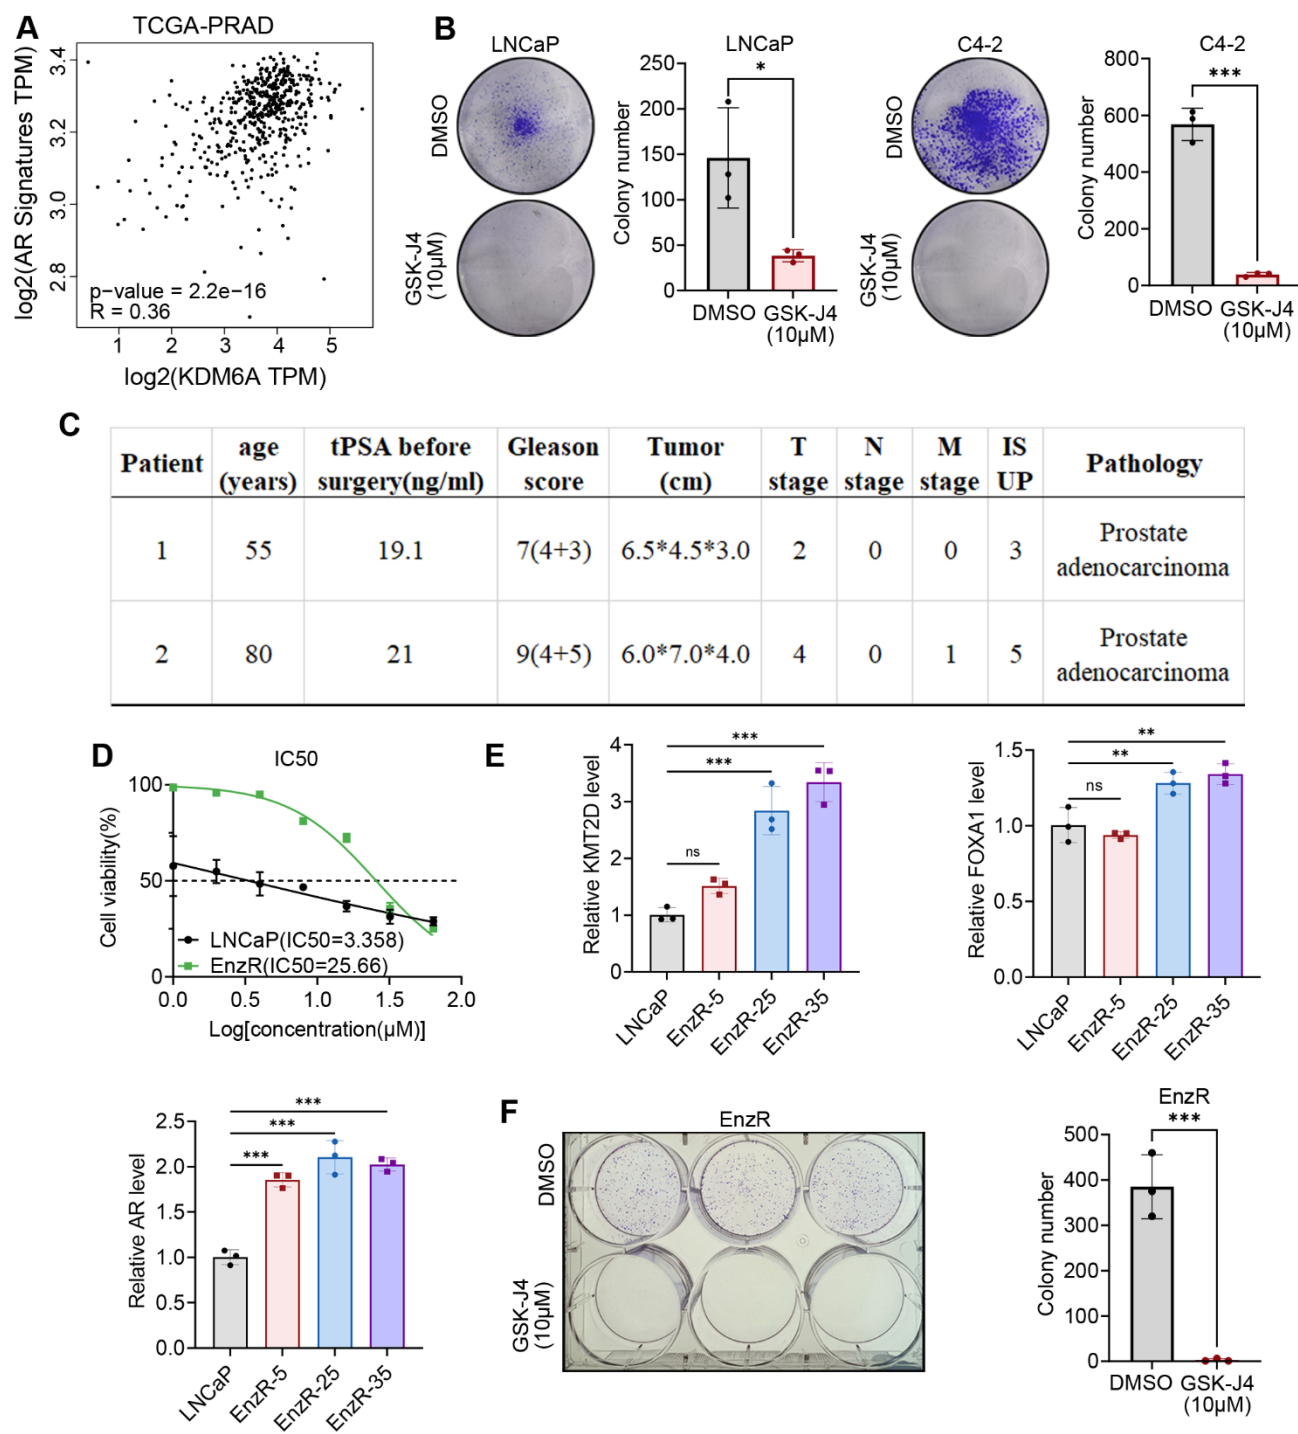 A
TCGA-PRAD
log2(AR Signatures TPM)
3.4
3.2
3.0
2.8
p-value = 2.2e-16
R = 0.36
1 2 3 4 5
log2(KDM6A TPM)
B
LNCaP
DMSO
GSK-J4
(10μM)
LNCaP
Colony number
250
200
150
100
50
0
*
DMSO GSK-J4
(10μM)
C4-2
DMSO
GSK-J4
(10μM)
C4-2
Colony number
800
600
400
200
0
***
DMSO GSK-J4
(10μM)
C
Patient age (years) tPSA before surgery(ng/ml) Gleason score Tumor (cm) T stage N stage M stage IS UP Pathology
1 55 19.1 7(4+3) 6.5*4.5*3.0 2 0 0 3 Prostate adenocarcinoma
2 80 21 9(4+5) 6.0*7.0*4.0 4 0 1 5 Prostate adenocarcinoma
D
IC50
Cell viability(%)
100
50
0
LNCaP(IC50=3.358)
EnzR(IC50=25.66)
0.0 0.5 1.0 1.5 2.0
Log[concentration(μM)]
E
Relative KMT2D level
4
3
2
1
0
***
***
ns
LNCaP EnzR-5 EnzR-25 EnzR-35
Relative FOXA1 level
1.5
1.0
0.5
0.0
**
**
ns
LNCaP EnzR-5 EnzR-25 EnzR-35
Relative AR level
2.5
2.0
1.5
1.0
0.5
0.0
***
***
***
LNCaP EnzR-5 EnzR-25 EnzR-35
F
EnzR
DMSO
GSK-J4
(10μM)
EnzR
Colony number
500
400
300
200
100
0
***
DMSO GSK-J4
(10μM)